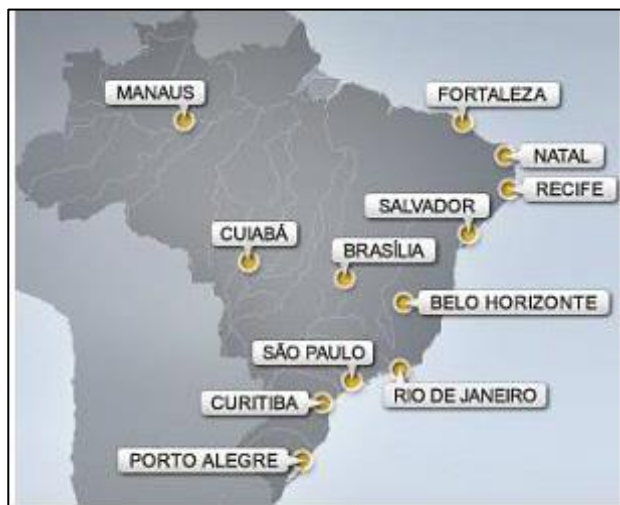 MANAUS
FORTALEZA
NATAL
RECIFE
SALVADOR
CUIABÁ
BRASÍLIA
BELO HORIZONTE
SÃO PAULO
RIO DE JANEIRO
CURITIBA
PORTO ALEGRE